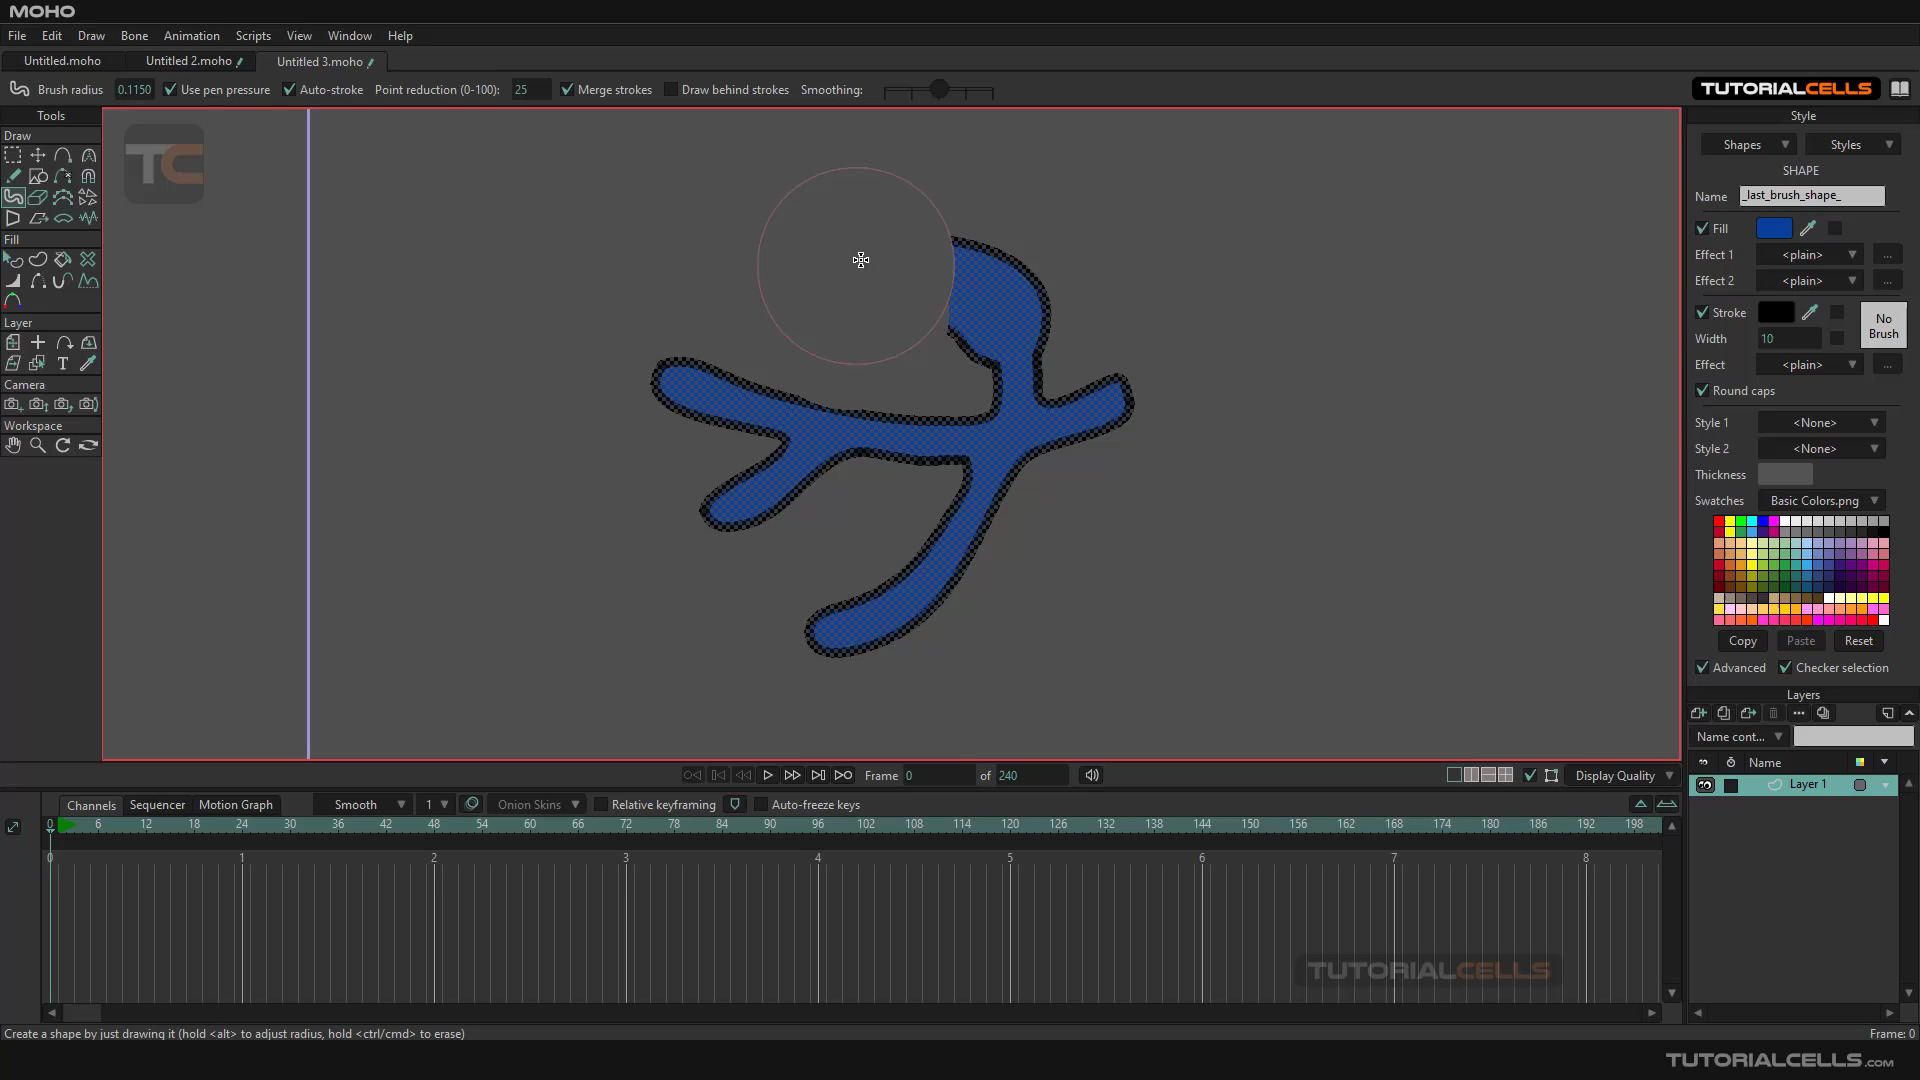 MOHO
File Edit Draw Bone Animation Scripts View Window Help
Untitled.moho Untitled 2.moho Untitled 3.moho
Brush radius 0.1150 Use pen pressure Auto-stroke Point reduction (0-100): 25 Merge strokes Draw behind strokes Smoothing:
TUTORIALCELLS
Tools
Draw
Fill
Layer
Camera
Workspace
TC
Style
Shapes Styles
SHAPE
Name _last_brush_shape_
Fill
Effect 1 <plain> ...
Effect 2 <plain> ...
Stroke
No Brush
Width 10
Effect <plain> ...
Round caps
Style 1 <None>
Style 2 <None>
Thickness
Swatches Basic Colors.png
Copy Paste Reset
Advanced Checker selection
Layers
Name cont...
Name
Layer 1
Frame 0 of 240 Display Quality
Channels Sequencer Motion Graph Smooth 1 Onion Skins Relative keyframing Auto-freeze keys
0 6 12 18 24 30 36 42 48 54 60 66 72 78 84 90 96 102 108 114 120 126 132 138 144 150 156 162 168 174 180 186 192 198
0 1 2 3 4 5 6 7 8
TUTORIALCELLS
Create a shape by just drawing it (hold <alt> to adjust radius, hold <ctrl/cmd> to erase) Frame: 0
TUTORIALCELLS.COM